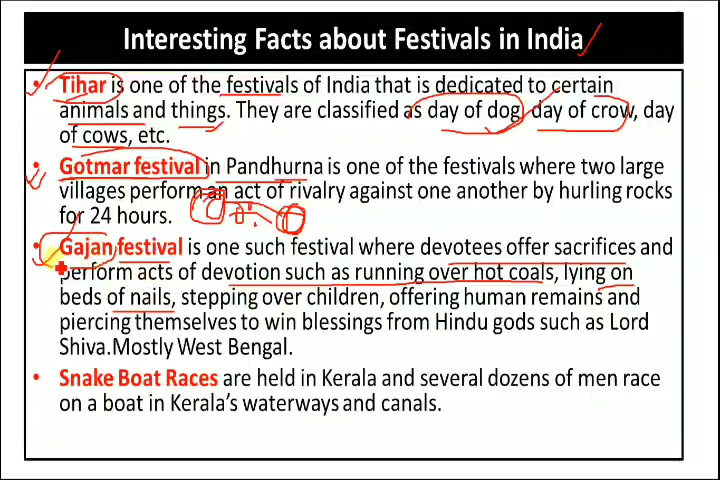 Interesting Facts about Festivals in India
• Tihar is one of the festivals of India that is dedicated to certain
animals and things. They are classified as day of dog, day of crow, day
of cows, etc.
• Gotmar festival in Pandhurna is one of the festivals where two large
villages perform an act of rivalry against one another by hurling rocks
for 24 hours.
• Gajan festival is one such festival where devotees offer sacrifices and
perform acts of devotion such as running over hot coals, lying on
beds of nails, stepping over children, offering human remains and
piercing themselves to win blessings from Hindu gods such as Lord
Shiva.Mostly West Bengal.
• Snake Boat Races are held in Kerala and several dozens of men race
on a boat in Kerala's waterways and canals.